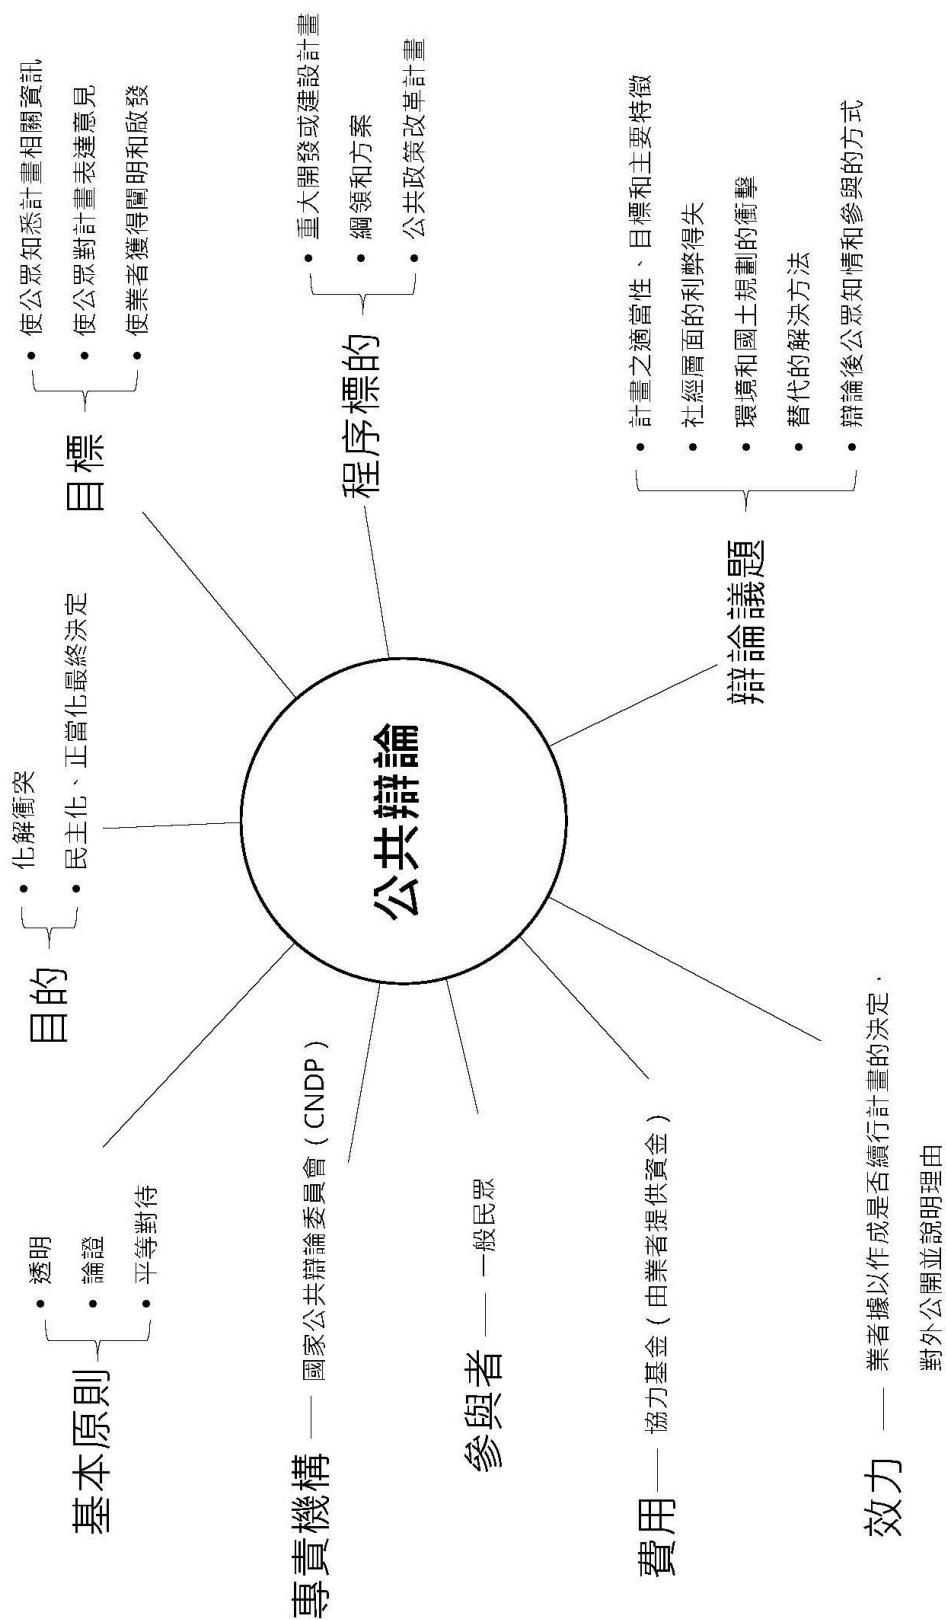 目的
• 化解衝突
• 民主化、正當化最終決定
目標
• 使公眾知悉計畫相關資訊
• 使公眾對計畫表達意見
• 使業者獲得闡明和啟發
基本原則
• 透明
• 論證
• 平等對待
程序標的
• 重大開發或建設計畫
• 綱領和方案
• 公共政策改革計畫
專責機構
國家公共辯論委員會（CNDP）
公共辯論
參與者
一般民眾
費用
協力基金（由業者提供資金）
辯論議題
• 計畫之適當性、目標和主要特徵
• 社經層面的利弊得失
• 環境和國土規劃的衝擊
• 替代的解決方法
• 辯論後公眾知情和參與的方式
效力
業者據以作成是否續行計畫的決定，
對外公開並說明理由